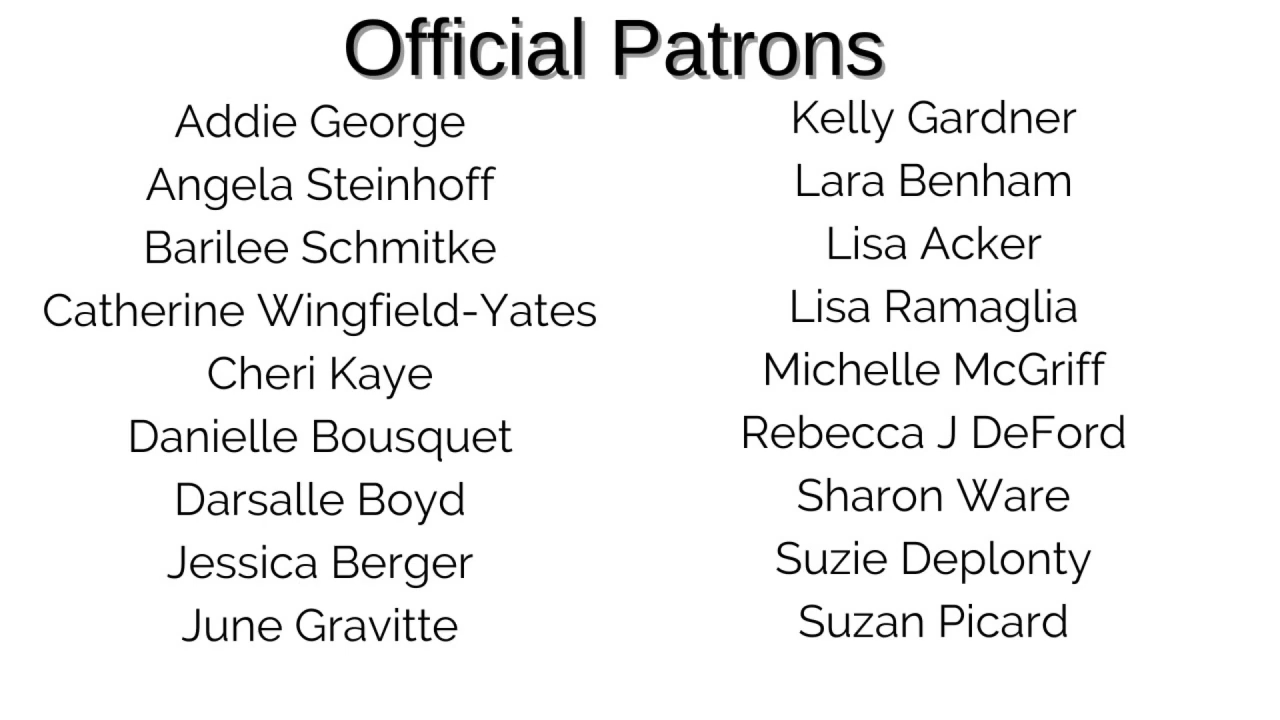 Official Patrons
Addie George
Angela Steinhoff
Barilee Schmitke
Catherine Wingfield-Yates
Cheri Kaye
Danielle Bousquet
Darsalle Boyd
Jessica Berger
June Gravitte
Kelly Gardner
Lara Benham
Lisa Acker
Lisa Ramaglia
Michelle McGriff
Rebecca J DeFord
Sharon Ware
Suzie Deplonty
Suzan Picard